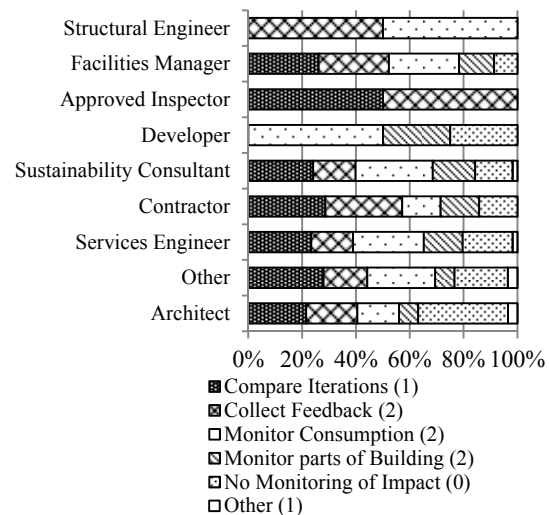 Structural Engineer
Facilities Manager
Approved Inspector
Developer
Sustainability Consultant
Contractor
Services Engineer
Other
Architect
0% 20% 40% 60% 80% 100%
Compare Iterations (1)
Collect Feedback (2)
Monitor Consumption (2)
Monitor parts of Building (2)
No Monitoring of Impact (0)
Other (1)